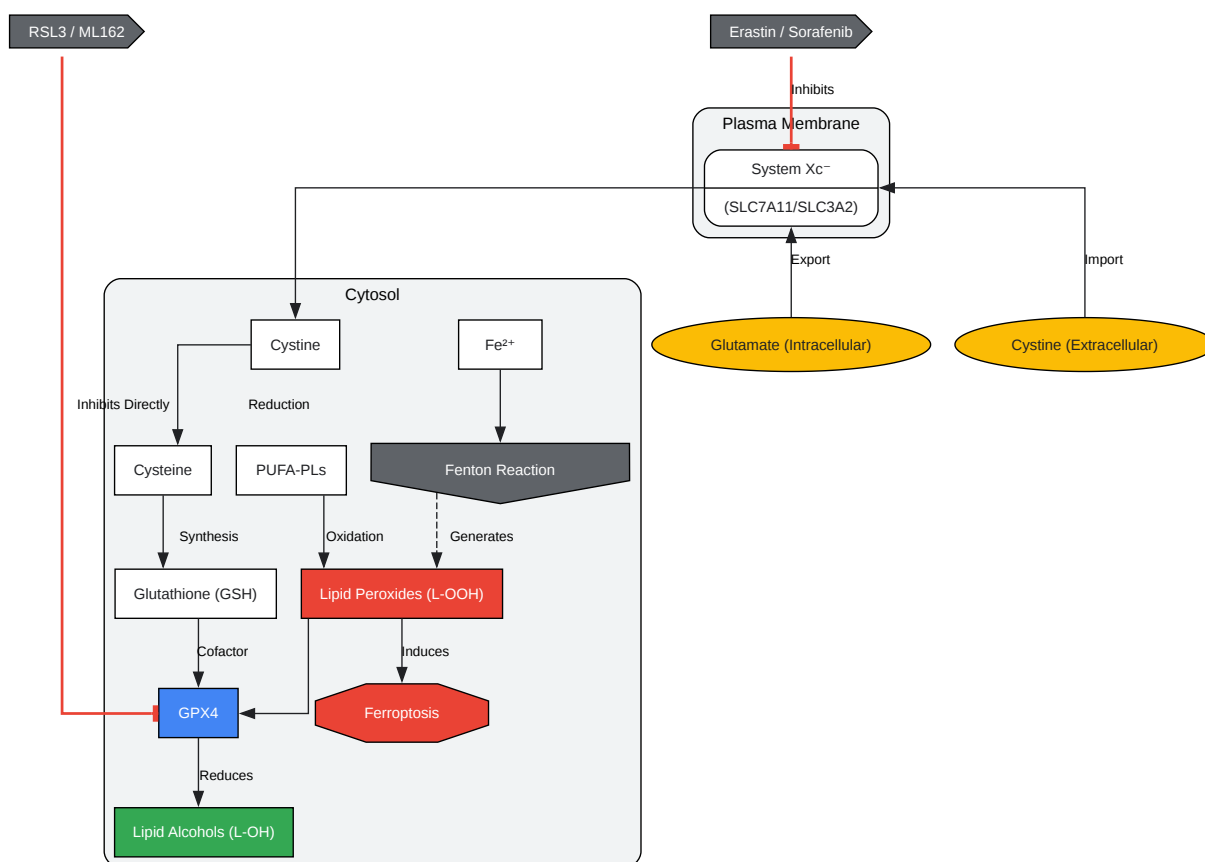 RSL3 / ML162
Erastin / Sorafenib
Inhibits
Plasma Membrane
System Xc⁻
(SLC7A11/SLC3A2)
Export
Import
Cytosol
Cystine
Fe²⁺
Glutamate (Intracellular)
Cystine (Extracellular)
Inhibits Directly
Reduction
Cysteine
PUFA-PLs
Fenton Reaction
Synthesis
Oxidation
Generates
Glutathione (GSH)
Lipid Peroxides (L-OOH)
Cofactor
Induces
GPX4
Ferroptosis
Reduces
Lipid Alcohols (L-OH)